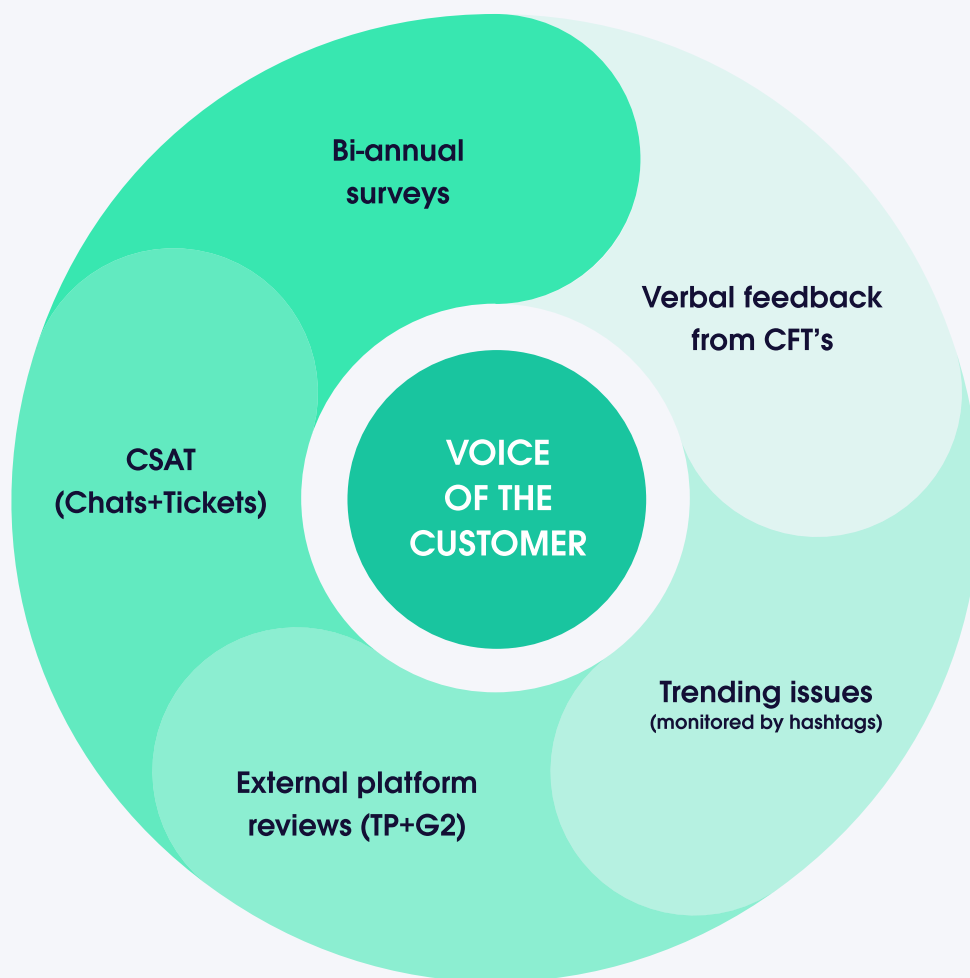 Bi-annual
surveys
Verbal feedback
from CFT’s
CSAT
(Chats+Tickets)
VOICE
OF THE
CUSTOMER
Trending issues
(monitored by hashtags)
External platform
reviews (TP+G2)